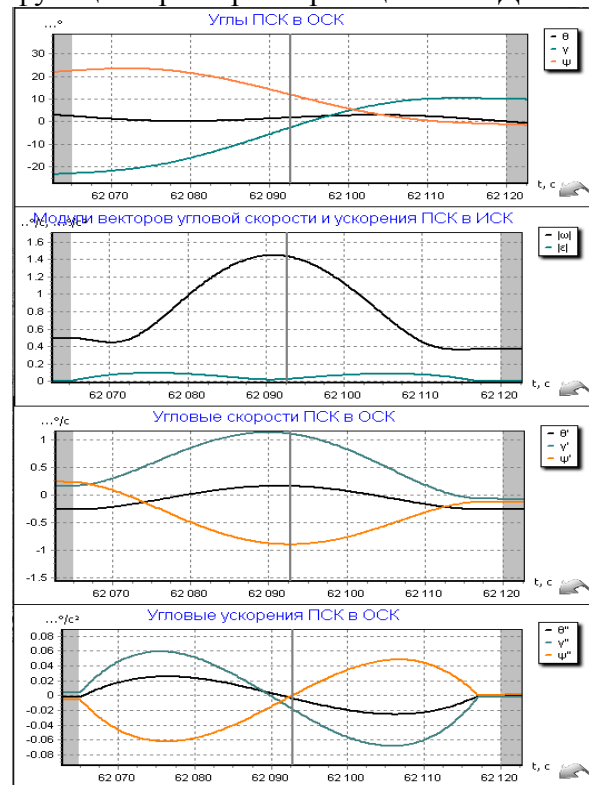 Углы ПСК в ОСК
...°
θ
γ
ψ
30
20
10
0
-10
-20
62 070
62 080
62 090
62 100
62 110
62 120
t, c
Модули векторов угловой скорости и ускорения ПСК в ИСК
|ω|
|ε|
1.6
1.4
1.2
1
0.8
0.6
0.4
0.2
0
62 070
62 080
62 090
62 100
62 110
62 120
t, c
Угловые скорости ПСК в ОСК
...°/c
θ'
γ'
ψ'
1
0.5
0
-0.5
-1
-1.5
62 070
62 080
62 090
62 100
62 110
62 120
t, c
Угловые ускорения ПСК в ОСК
...°/c²
θ''
γ''
ψ''
0.08
0.06
0.04
0.02
0
-0.02
-0.04
-0.06
-0.08
62 070
62 080
62 090
62 100
62 110
62 120
t, c